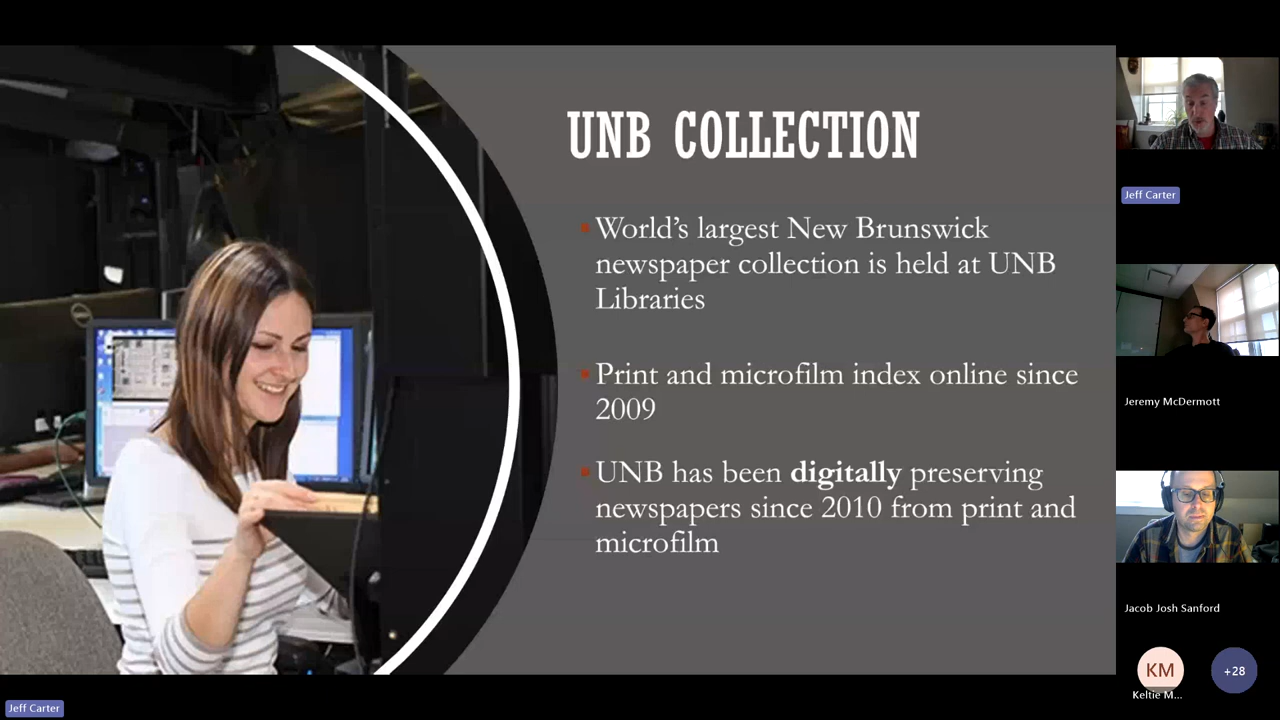 UNB COLLECTION
World's largest New Brunswick
newspaper collection is held at UNB
Libraries
Print and microfilm index online since
2009
UNB has been digitally preserving
newspapers since 2010 from print and
microfilm
Jeff Carter
Jeremy McDermott
Jacob Josh Sanford
KM
+28
Keltie M...
Jeff Carter